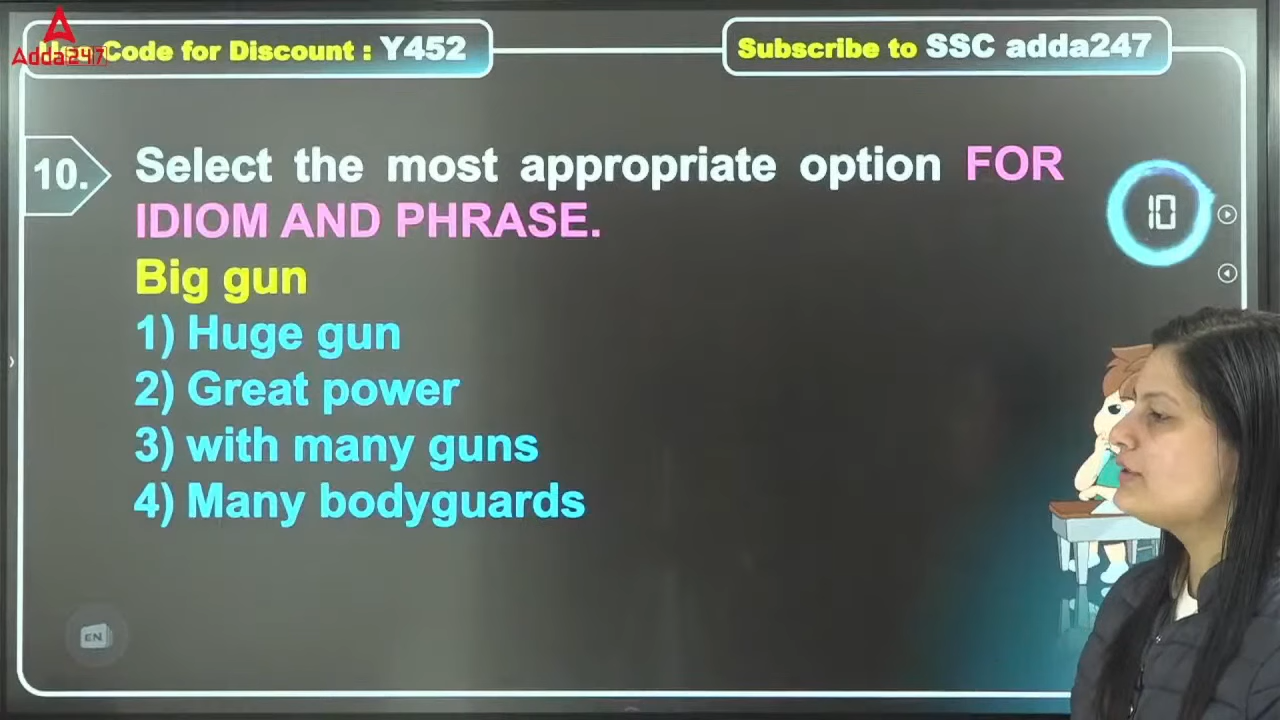 Code for Discount : Y452
Adda247
Subscribe to SSC adda247
10.
Select the most appropriate option FOR
IDIOM AND PHRASE.
10
Big gun
1) Huge gun
2) Great power
3) with many guns
4) Many bodyguards
EN